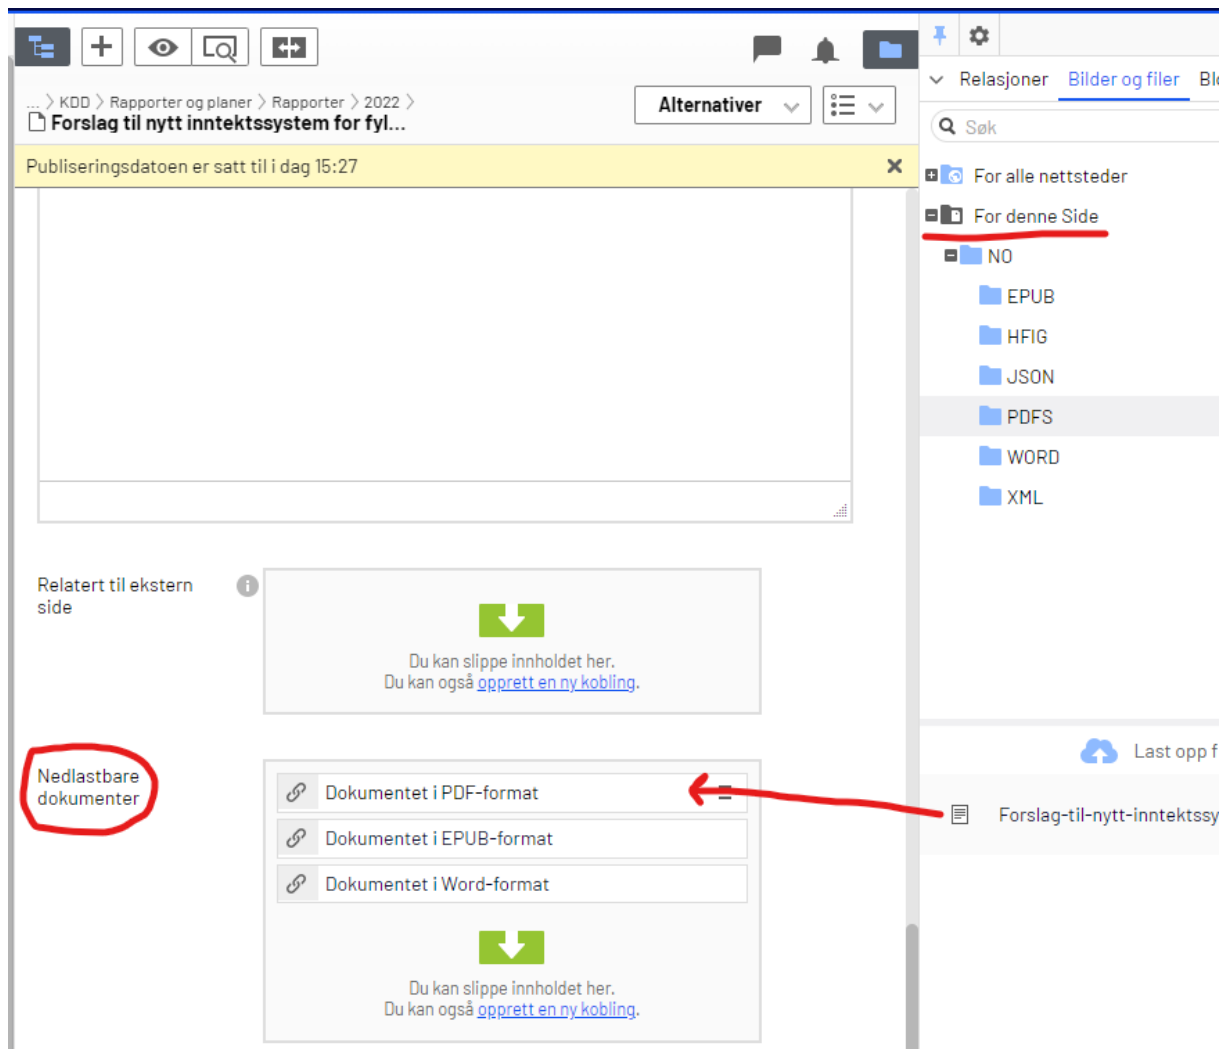 ... > KDD > Rapporter og planer > Rapporter > 2022 >
Forslag til nytt inntektssystem for fyl...
Alternativer
Publiseringsdatoen er satt til i dag 15:27
Relatert til ekstern
side
Du kan slippe innholdet her.
Du kan også opprett en ny kobling.
Nedlastbare
dokumenter
Dokumentet i PDF-format
Dokumentet i EPUB-format
Dokumentet i Word-format
Du kan slippe innholdet her.
Du kan også opprett en ny kobling.
Relasjoner Bilder og filer Blo
Søk
For alle nettsteder
For denne Side
NO
EPUB
HFIG
JSON
PDFS
WORD
XML
Last opp f
Forslag-til-nytt-inntektssy